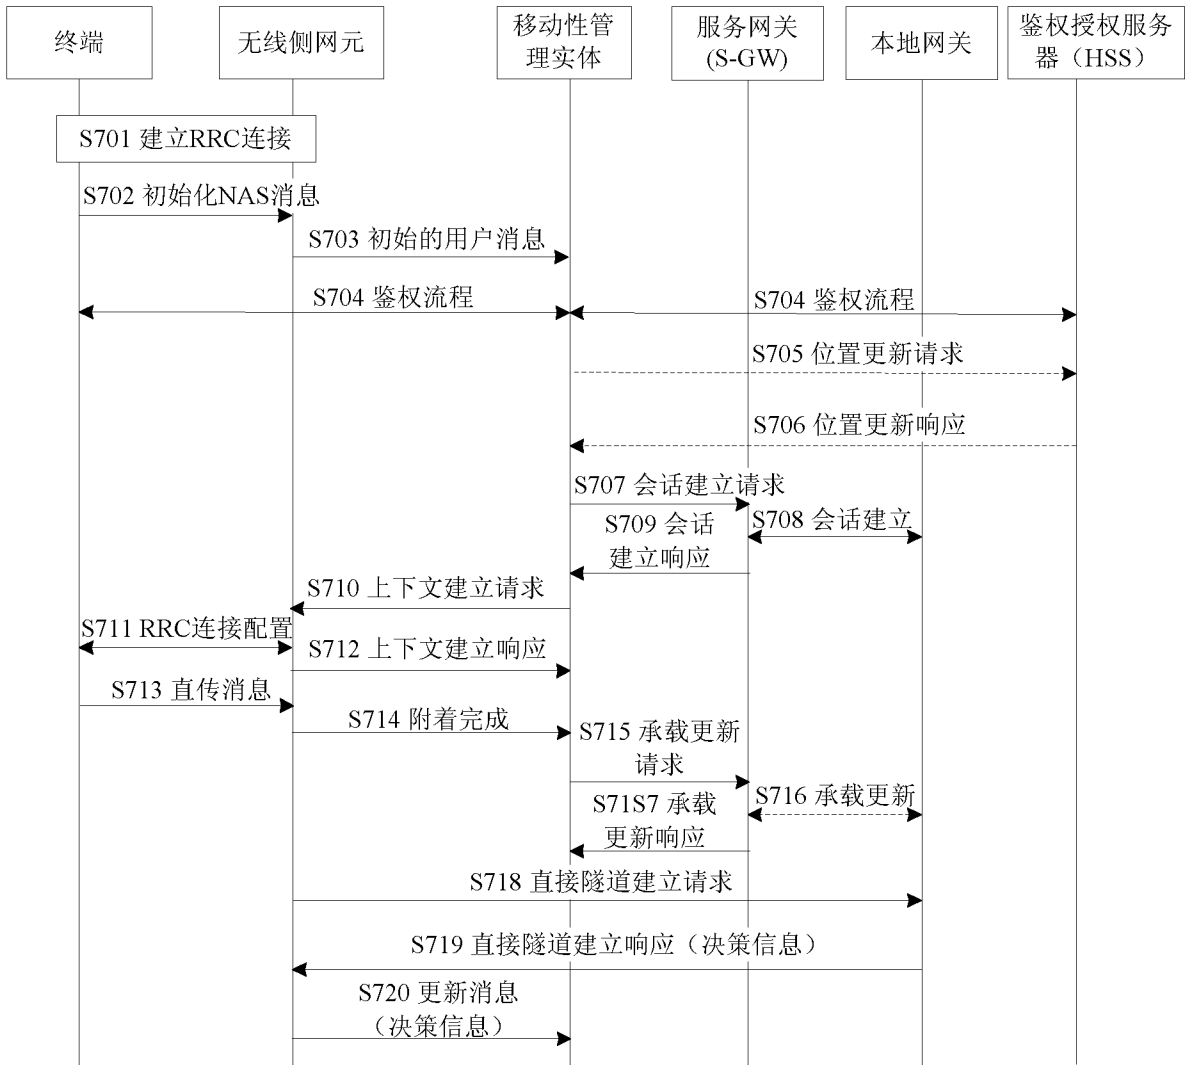 终端
无线侧网元
移动性管
理实体
服务网关
(S-GW)
本地网关
鉴权授权服务
器（HSS）
S701 建立RRC连接
S702 初始化NAS消息
S703 初始的用户消息
S704 鉴权流程
S704 鉴权流程
S705 位置更新请求
S706 位置更新响应
S707 会话建立请求
S708 会话建立
S709 会话
建立响应
S710 上下文建立请求
S711 RRC连接配置
S712 上下文建立响应
S713 直传消息
S714 附着完成
S715 承载更新
请求
S716 承载更新
S71S7 承载
更新响应
S718 直接隧道建立请求
S719 直接隧道建立响应（决策信息）
S720 更新消息
（决策信息）